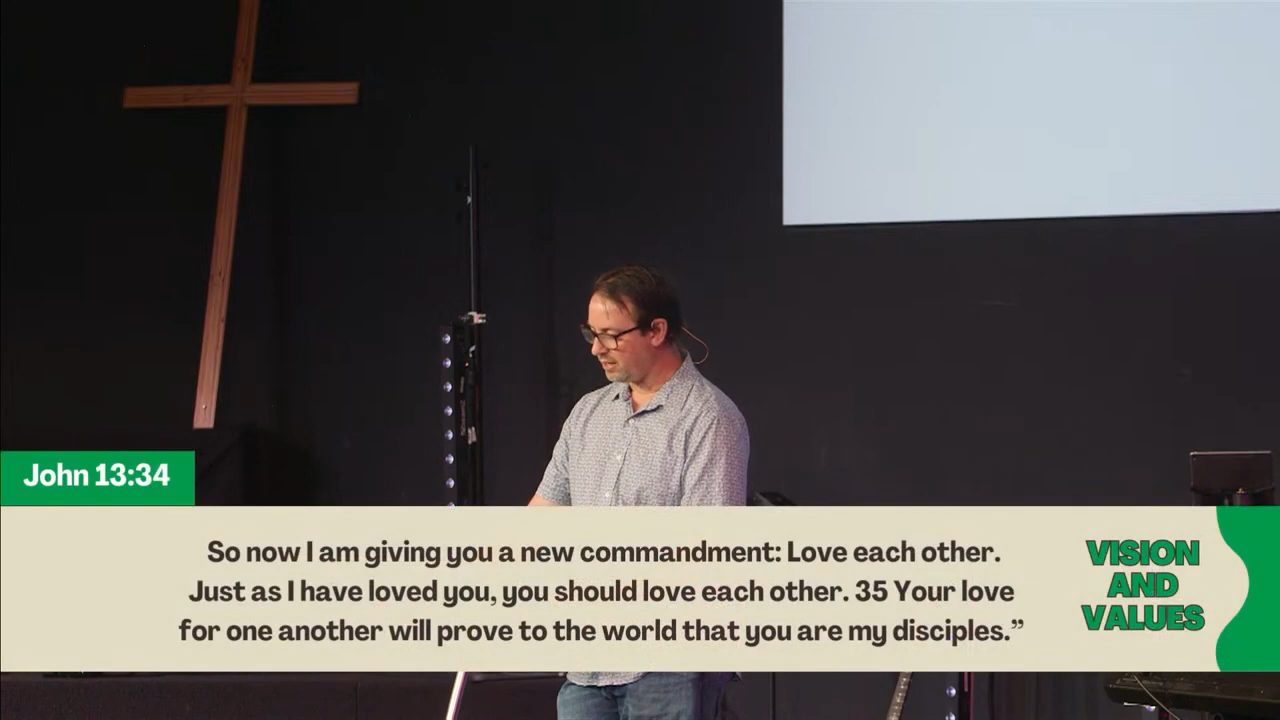 John 13:34
So now I am giving you a new commandment: Love each other.
Just as I have loved you, you should love each other. 35 Your love
for one another will prove to the world that you are my disciples.”
VISION
AND
VALUES